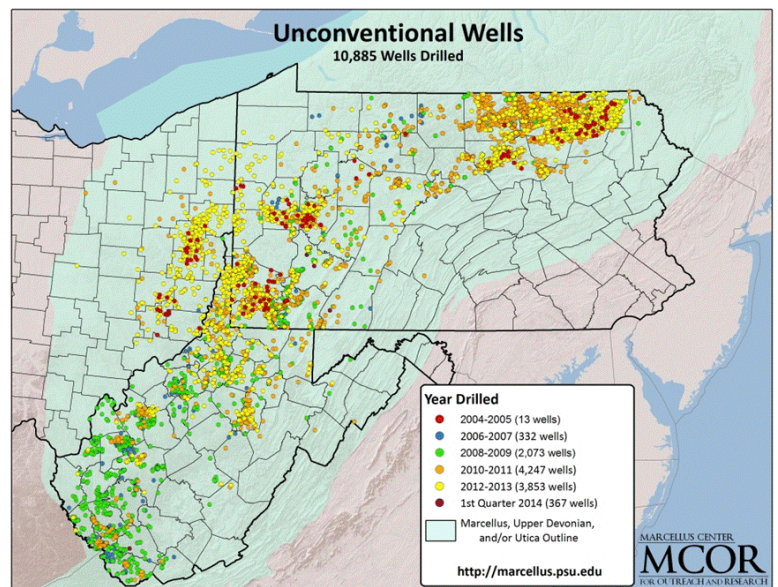 Unconventional Wells
10,885 Wells Drilled
Year Drilled
2004-2005 (13 wells)
2006-2007 (332 wells)
2008-2009 (2,073 wells)
2010-2011 (4,247 wells)
2012-2013 (3,853 wells)
1st Quarter 2014 (367 wells)
Marcellus, Upper Devonian,
and/or Utica Outline
http://marcellus.psu.edu
MARCELLUS CENTER
MCOR
FOR OUTREACH AND RESEARCH